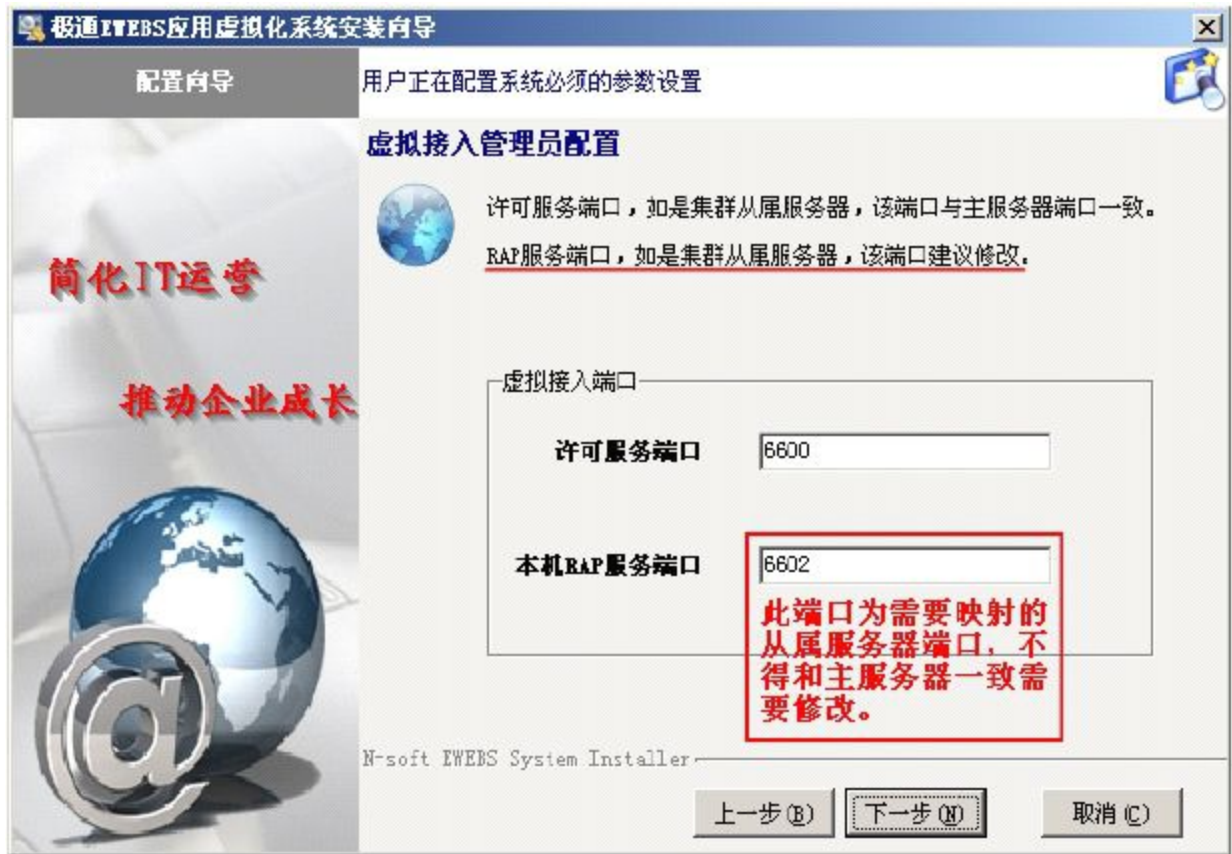 极通EWEBS应用虚拟化系统安装向导
配置向导
用户正在配置系统必须的参数设置
虚拟接入管理员配置
许可服务端口，如是集群从属服务器，该端口与主服务器端口一致。
RAP服务端口，如是集群从属服务器，该端口建议修改。
简化IT运营
推动企业成长
虚拟接入端口
许可服务端口
6600
本机RAP服务端口
6602
此端口为需要映射的
从属服务器端口，不
得和主服务器一致需
要修改。
@
N-soft EWEBS System Installer
上一步(B)
下一步(N)
取消(C)